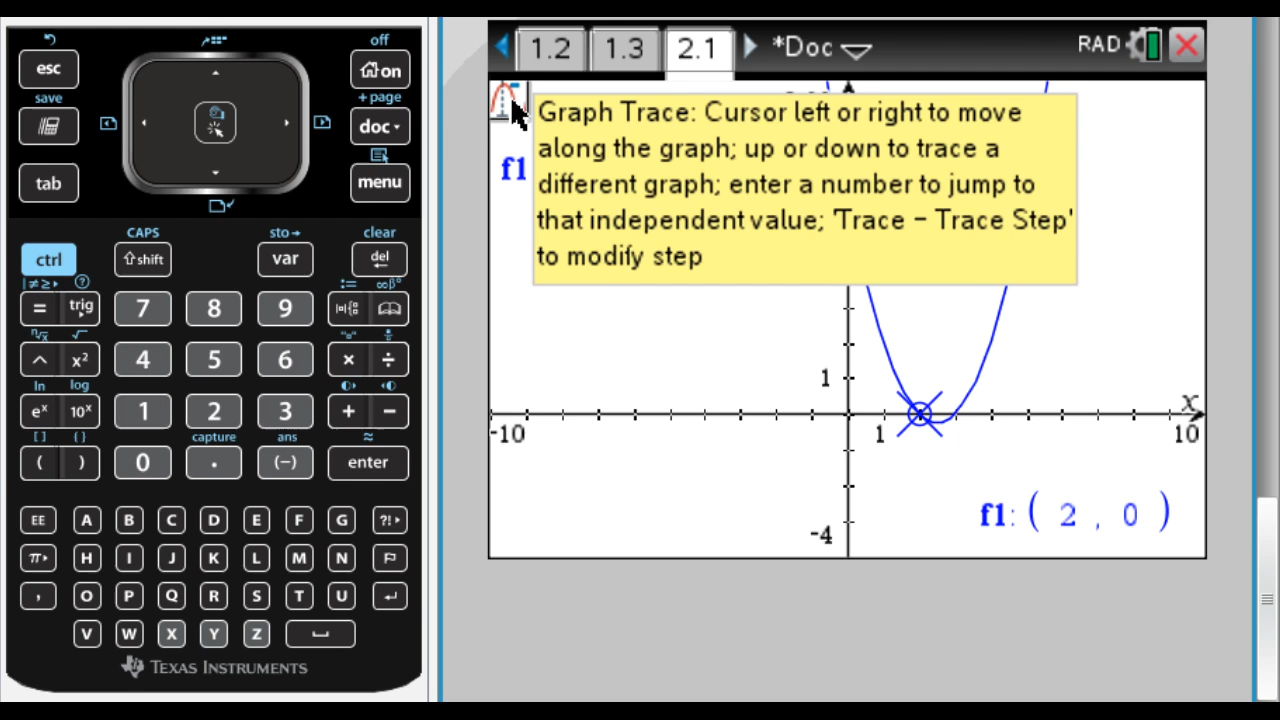 off
esc
on
save
+ page
doc
tab
menu
CAPS
sto→
clear
ctrl
⇧shift
var
del
|≠≥▸
?
:=
∞β°
=
trig
7
8
9
ⁿ√x
√
"□"
^
x²
4
5
6
×
÷
ln
log
eˣ
10ˣ
1
2
3
+
−
[ ]
{ }
capture
ans
≈
(
)
0
.
(−)
enter
EE
A
B
C
D
E
F
G
?!▸
π▸
H
I
J
K
L
M
N
,
O
P
Q
R
S
T
U
↵
V
W
X
Y
Z
TEXAS INSTRUMENTS
1.2
1.3
2.1
*Doc
RAD
Graph Trace: Cursor left or right to move
along the graph; up or down to trace a
different graph; enter a number to jump to
that independent value; 'Trace – Trace Step'
to modify step
f1
1
x
-10
1
10
f1: ( 2 , 0 )
-4